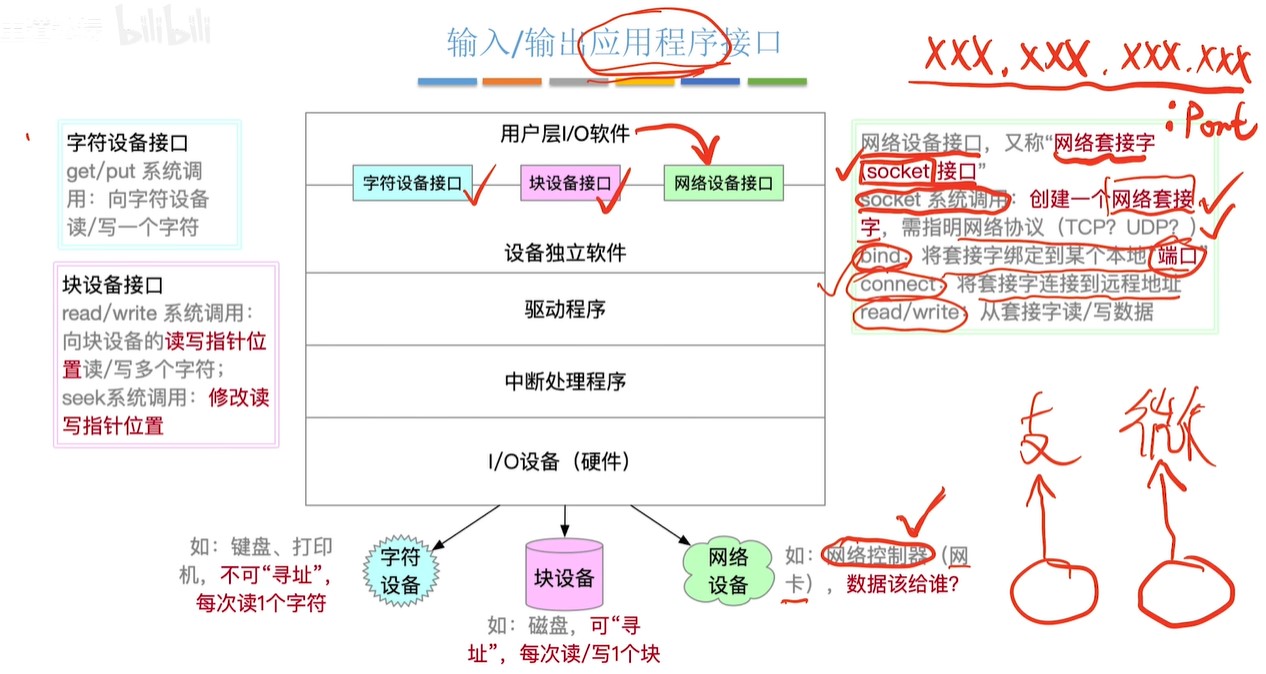 bilibili
输入/输出应用程序接口
xxx.xxx.xxx.xxx
:Port
字符设备接口
get/put 系统调
用：向字符设备
读/写一个字符
块设备接口
read/write 系统调用：
向块设备的读写指针位
置读/写多个字符；
seek系统调用：修改读
写指针位置
用户层I/O软件
字符设备接口
块设备接口
网络设备接口
设备独立软件
驱动程序
中断处理程序
I/O设备（硬件）
网络设备接口，又称“网络套接字
(socket)接口”
socket 系统调用：创建一个网络套接
字，需指明网络协议（TCP？UDP？）
bind：将套接字绑定到某个本地“端口”
connect：将套接字连接到远程地址
read/write：从套接字读/写数据
支
微
如：键盘、打印
机，不可“寻址”，
每次读1个字符
字符
设备
块设备
如：磁盘，可“寻
址”，每次读/写1个块
网络
设备
如：网络控制器（网
卡），数据该给谁？